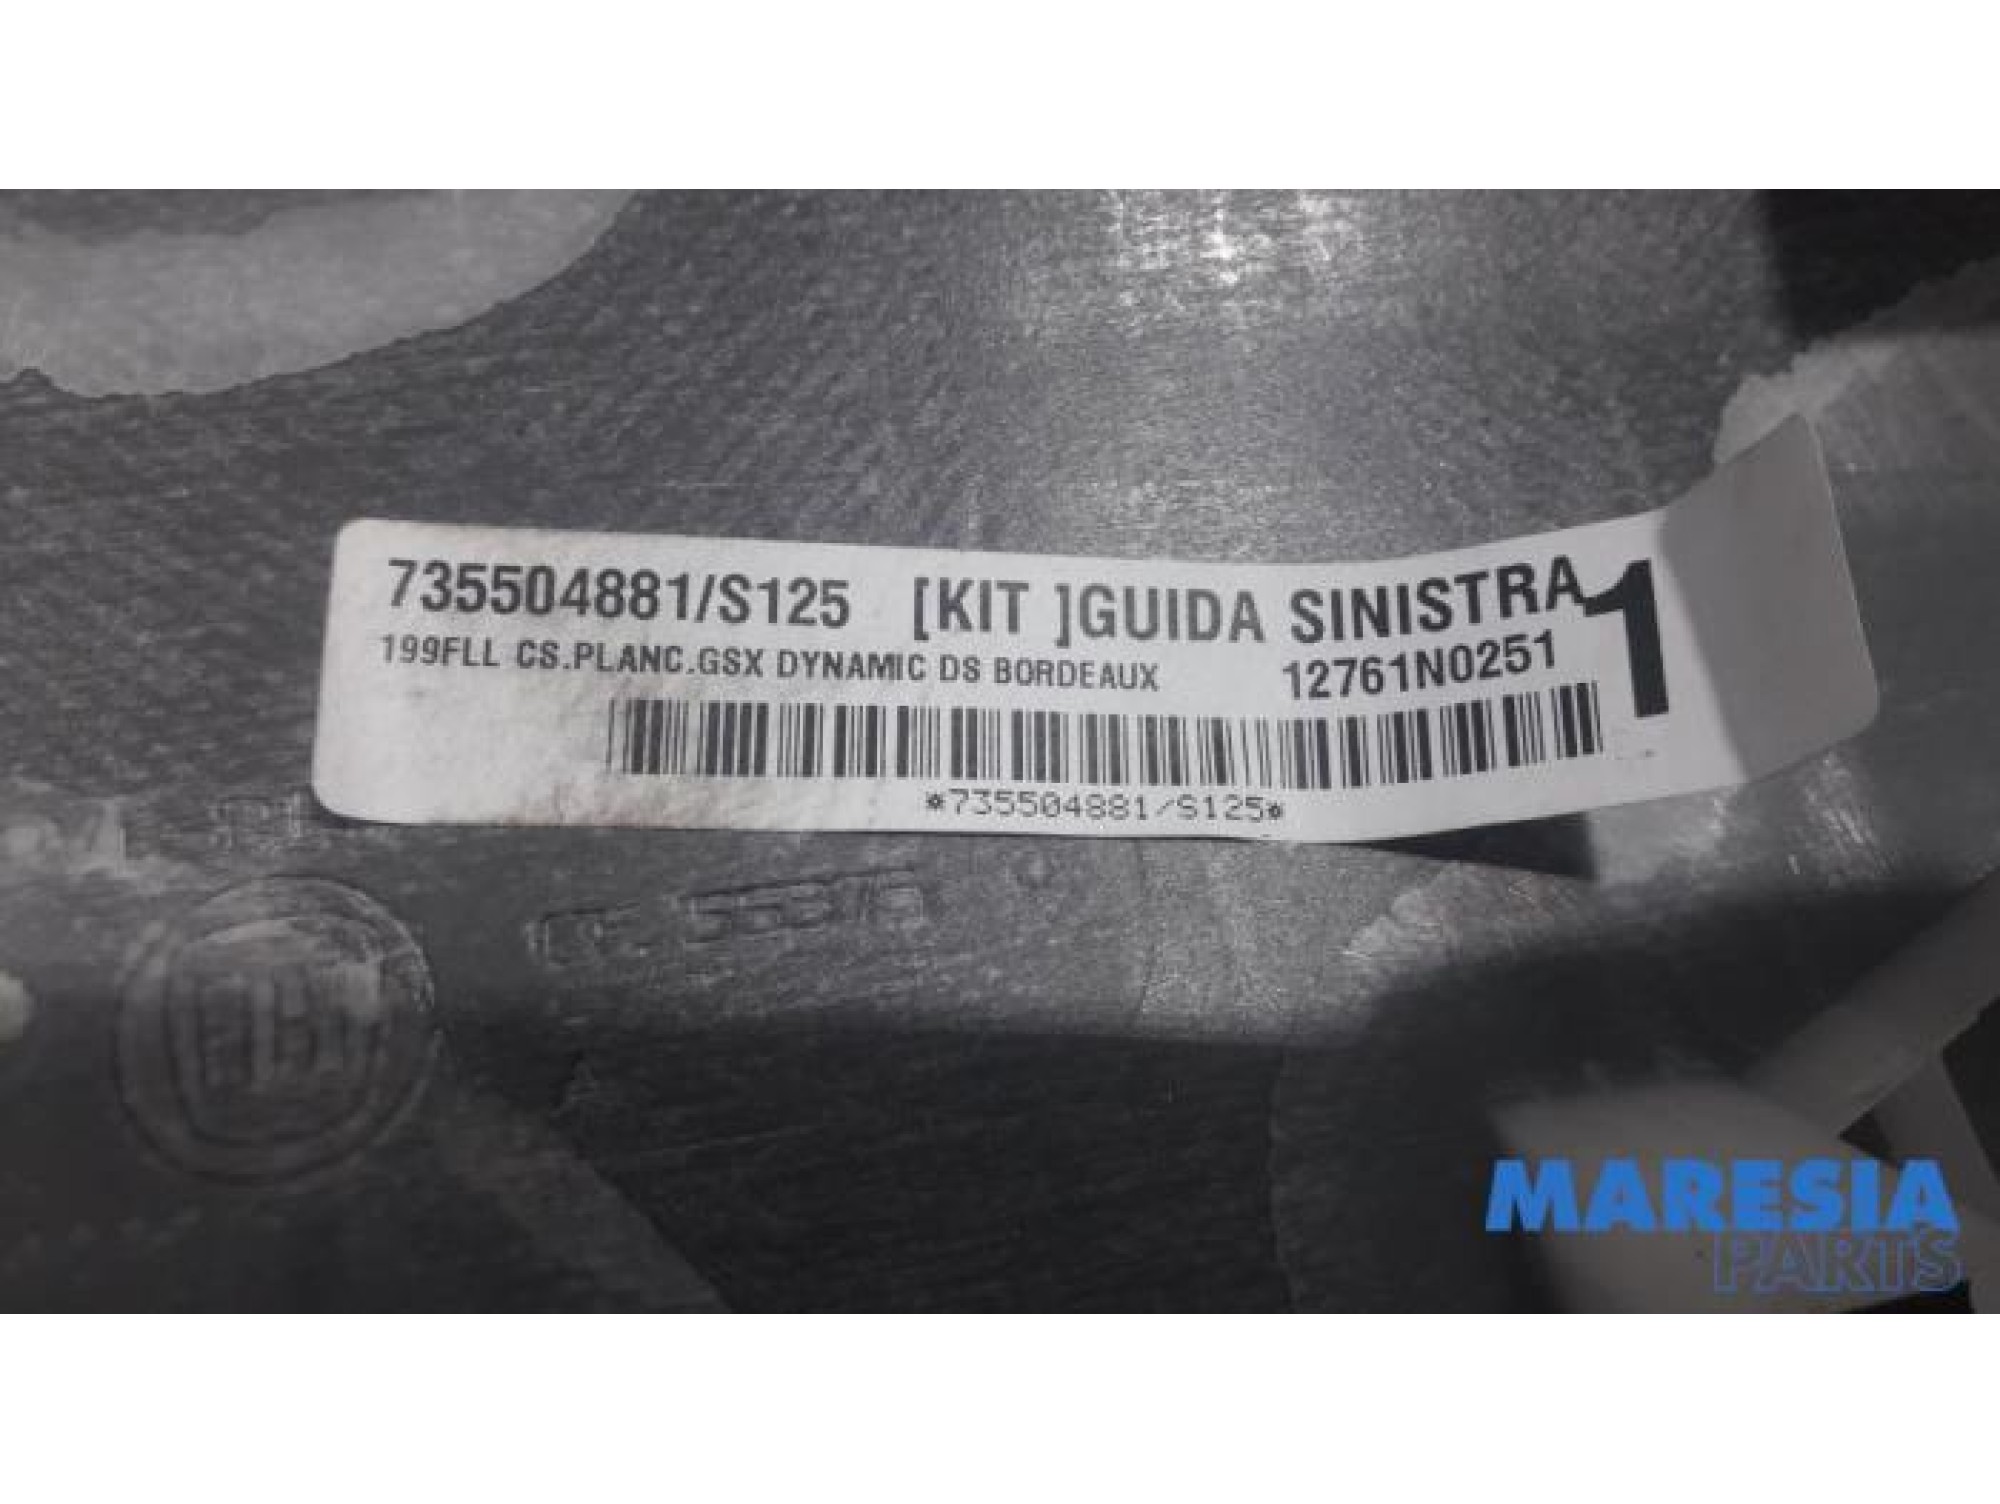 735504881/S125 [KIT ]GUIDA SINISTRA 1
199FLL CS.PLANC.GSX DYNAMIC DS BORDEAUX 12761N0251
*735504881/S125*
MARESIA
PARTS